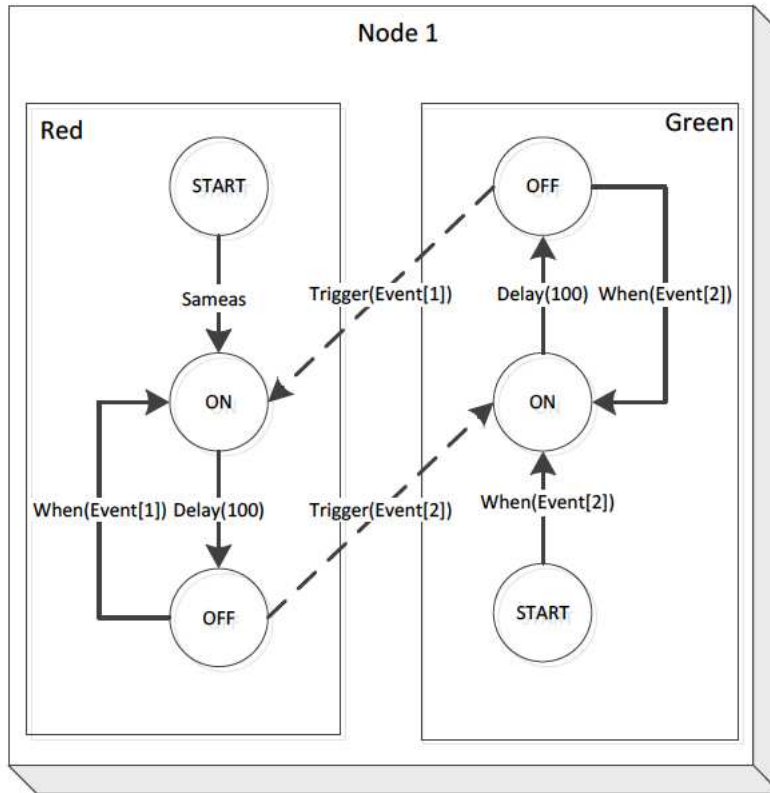 Node 1
Red
START
Sameas
ON
When(Event[1])
Delay(100)
OFF
Trigger(Event[1])
Trigger(Event[2])
Green
OFF
Delay(100)
When(Event[2])
ON
When(Event[2])
START